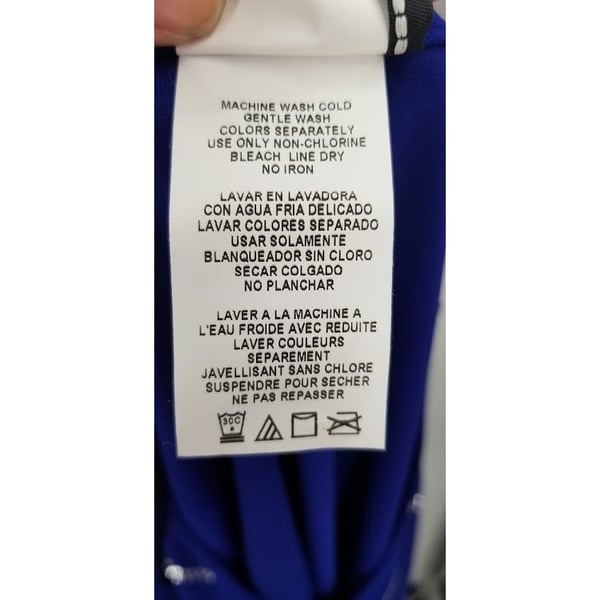 MACHINE WASH COLD
GENTLE WASH
COLORS SEPARATELY
USE ONLY NON-CHLORINE
BLEACH LINE DRY
NO IRON
LAVAR EN LAVADORA
CON AGUA FRIA DELICADO
LAVAR COLORES SEPARADO
USAR SOLAMENTE
BLANQUEADOR SIN CLORO
SECAR COLGADO
NO PLANCHAR
LAVER A LA MACHINE A
L'EAU FROIDE AVEC REDUITE
LAVER COULEURS
SEPAREMENT
JAVELLISANT SANS CHLORE
SUSPENDRE POUR SECHER
NE PAS REPASSER
30C